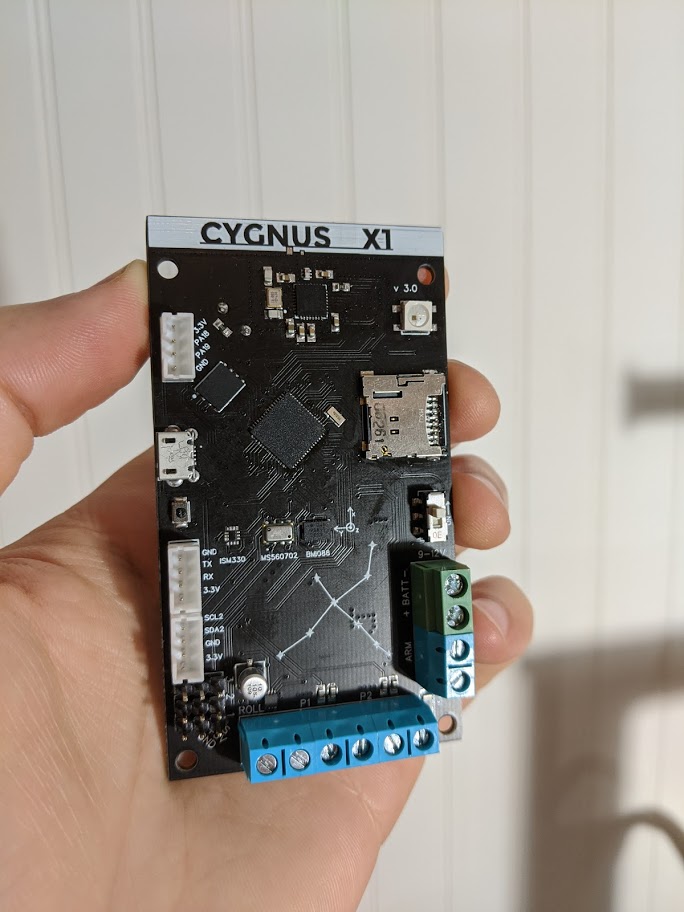 CYGNUS X1
v 3.0
3.3V
PA18
PA19
GND
ISM330
MS560702
BMI088
9-12V
GND
TX
RX
3.3V
+ BATT -
SCL2
SDA2
GND
3.3V
ARM
ROLL
P1
P2